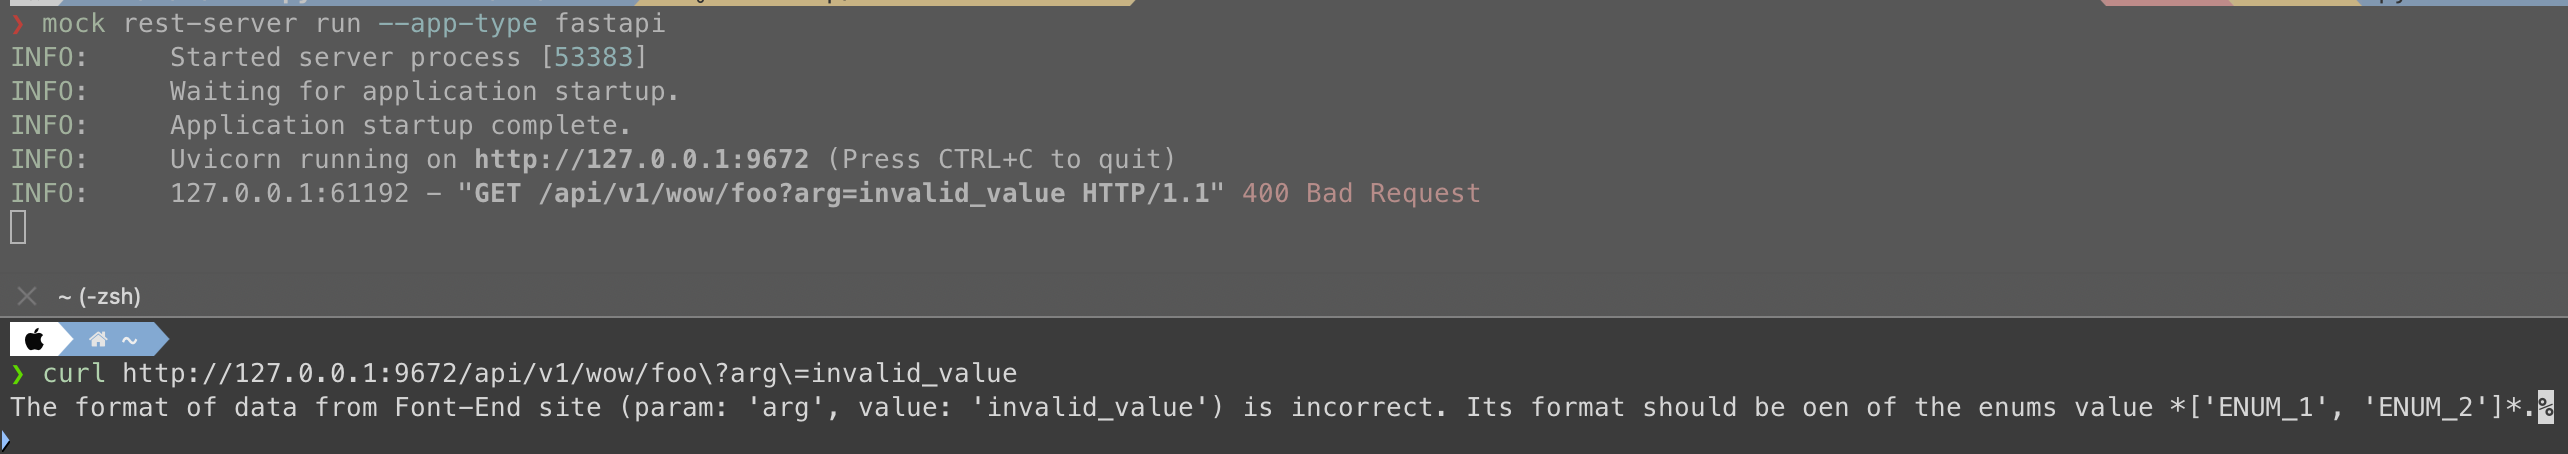 ❯ mock rest-server run --app-type fastapi
INFO:     Started server process [53383]
INFO:     Waiting for application startup.
INFO:     Application startup complete.
INFO:     Uvicorn running on http://127.0.0.1:9672 (Press CTRL+C to quit)
INFO:     127.0.0.1:61192 - "GET /api/v1/wow/foo?arg=invalid_value HTTP/1.1" 400 Bad Request
~ (-zsh)
~
❯ curl http://127.0.0.1:9672/api/v1/wow/foo\?arg\=invalid_value
The format of data from Font-End site (param: 'arg', value: 'invalid_value') is incorrect. Its format should be oen of the enums value *['ENUM_1', 'ENUM_2']*.%